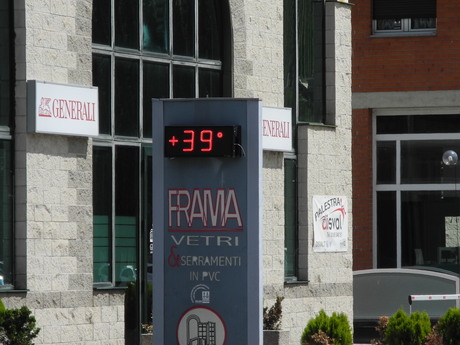 GENERALI
+39°
GENERALI
FRAMA
VETRI
& SERRAMENTI
IN PVC
PALESTRA